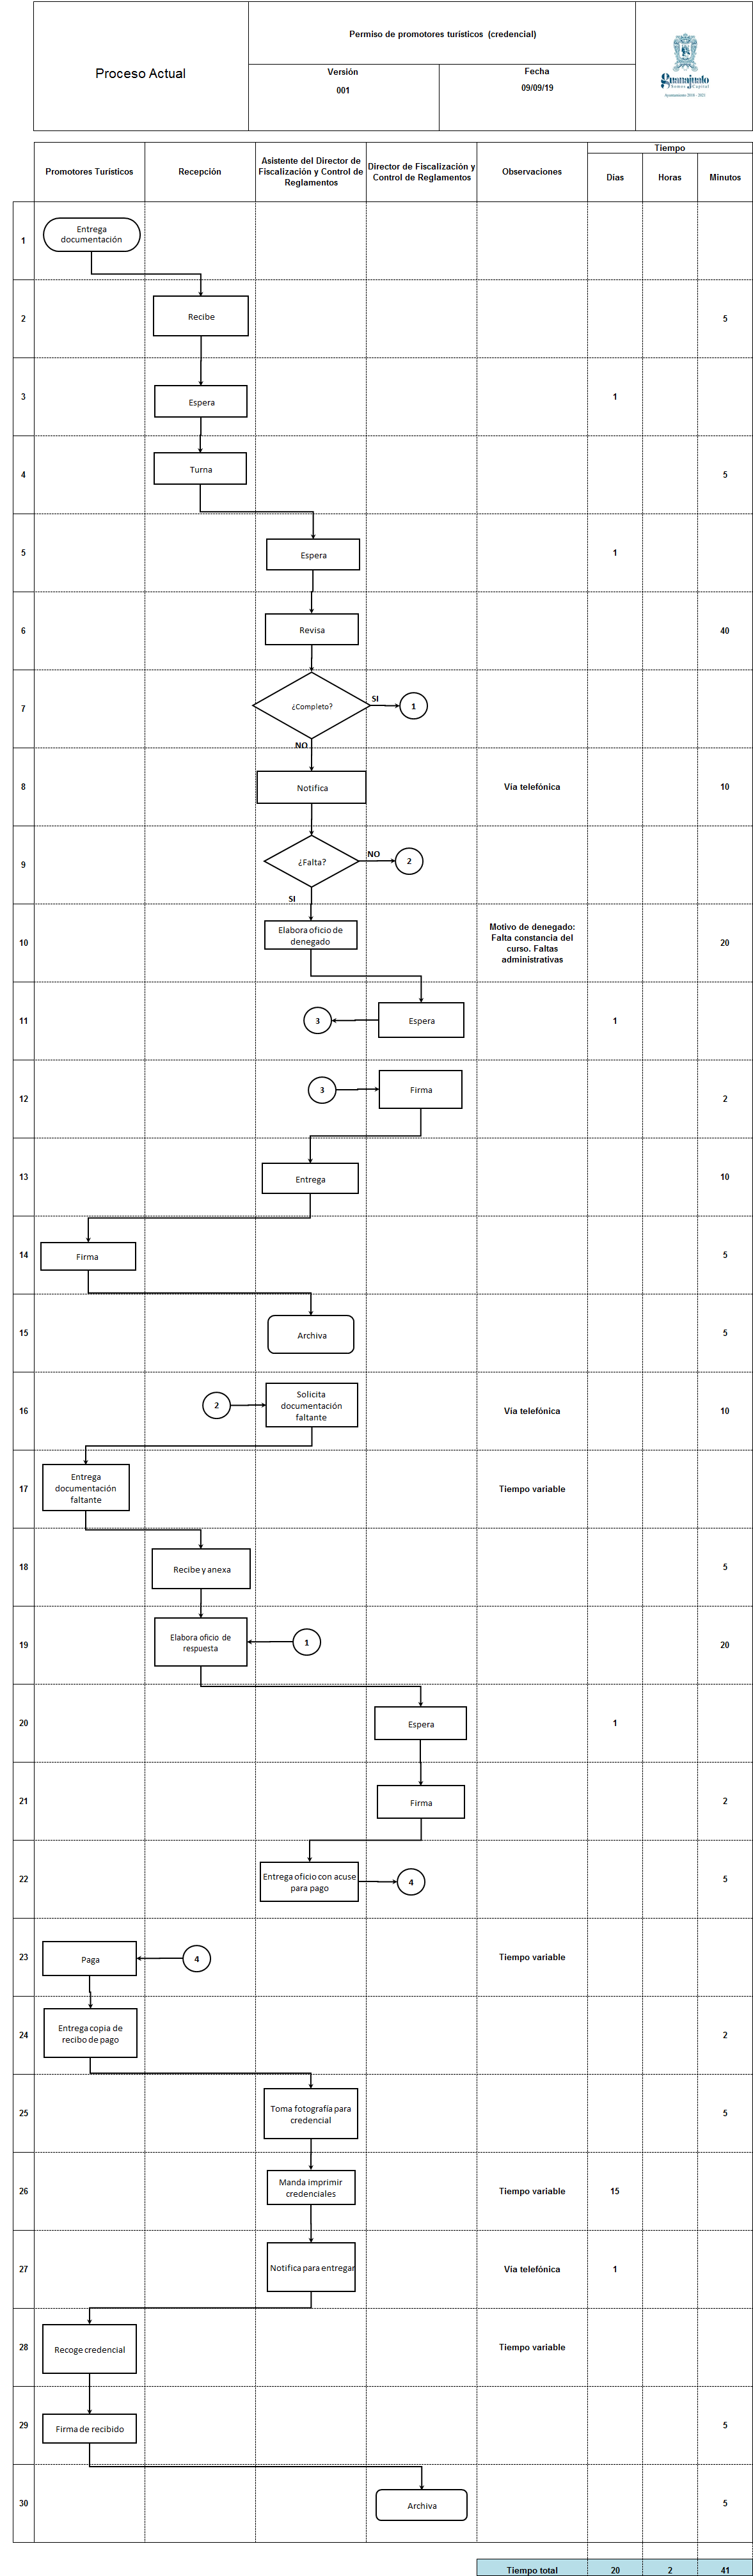 Proceso Actual
Permiso de promotores turísticos (credencial)
Versión
001
Fecha
09/09/19
Guanajuato
Somos Capital
Ayuntamiento 2018 - 2021
Promotores Turísticos
Recepción
Asistente del Director de
Fiscalización y Control de
Reglamentos
Director de Fiscalización y
Control de Reglamentos
Observaciones
Tiempo
Días
Horas
Minutos
1
Entrega
documentación
2
Recibe
5
3
Espera
1
4
Turna
5
5
Espera
1
6
Revisa
40
7
¿Completo?
SI
1
NO
8
Notifica
Vía telefónica
10
9
¿Falta?
NO
2
SI
10
Elabora oficio de
denegado
Motivo de denegado:
Falta constancia del
curso. Faltas
administrativas
20
11
3
Espera
1
12
3
Firma
2
13
Entrega
10
14
Firma
5
15
Archiva
5
16
2
Solicita
documentación
faltante
Vía telefónica
10
17
Entrega
documentación
faltante
Tiempo variable
18
Recibe y anexa
5
19
Elabora oficio de
respuesta
1
20
20
Espera
1
21
Firma
2
22
Entrega oficio con acuse
para pago
4
5
23
Paga
4
Tiempo variable
24
Entrega copia de
recibo de pago
2
25
Toma fotografía para
credencial
5
26
Manda imprimir
credenciales
Tiempo variable
15
27
Notifica para entregar
Vía telefónica
1
28
Recoge credencial
Tiempo variable
29
Firma de recibido
5
30
Archiva
5
Tiempo total
20
2
41